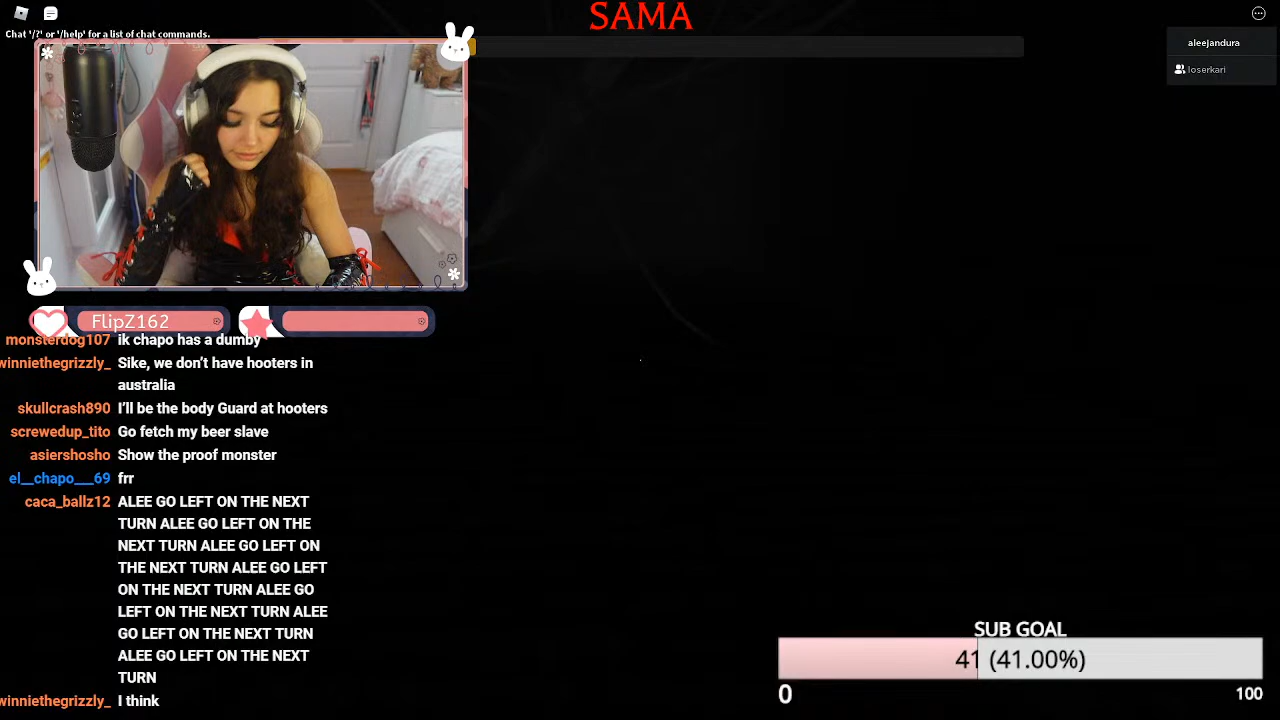 SAMA
Chat '/?' or '/help' for a list of chat commands.
aleejandura
loserkari
FlipZ162
monsterdog107 ik chapo has a dumby
winniethegrizzly_ Sike, we don't have hooters in
australia
skullcrash890 I'll be the body Guard at hooters
screwedup_tito Go fetch my beer slave
asiershosho Show the proof monster
el__chapo___69 frr
caca_ballz12 ALEE GO LEFT ON THE NEXT
TURN ALEE GO LEFT ON THE
NEXT TURN ALEE GO LEFT ON
THE NEXT TURN ALEE GO LEFT
ON THE NEXT TURN ALEE GO
LEFT ON THE NEXT TURN ALEE
GO LEFT ON THE NEXT TURN
ALEE GO LEFT ON THE NEXT
TURN
winniethegrizzly_ I think
SUB GOAL
41 (41.00%)
0 100